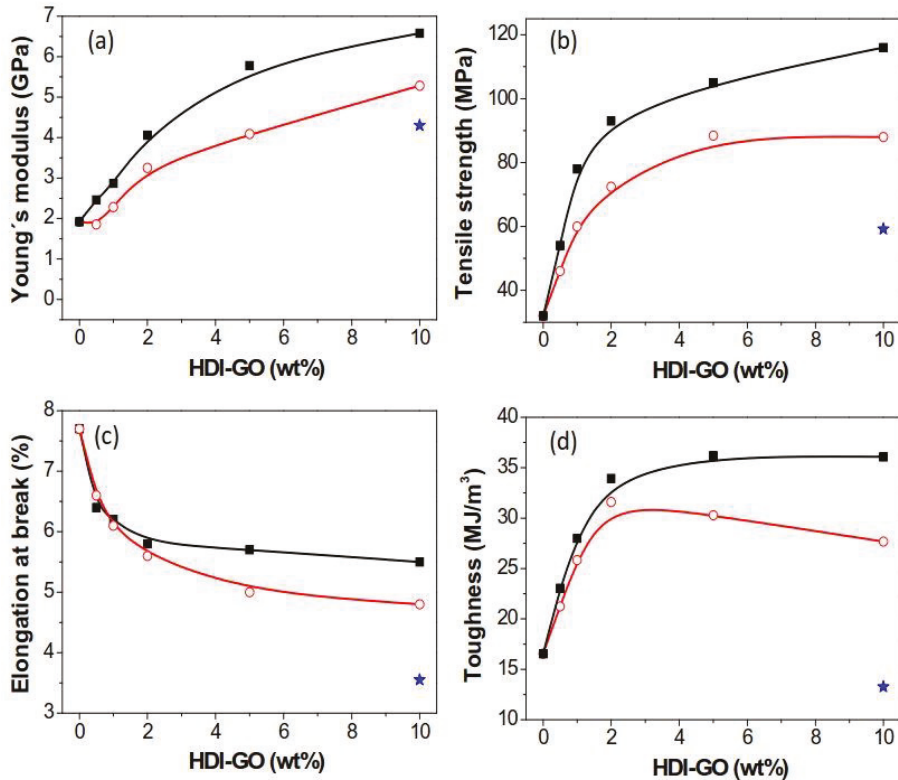 (a)
Young´s modulus (GPa)
7
6
5
4
3
2
1
0
0 2 4 6 8 10
HDI-GO (wt%)
(b)
Tensile strength (MPa)
120
100
80
60
40
0 2 4 6 8 10
HDI-GO (wt%)
(c)
Elongation at break (%)
8
7
6
5
4
3
0 2 4 6 8 10
HDI-GO (wt%)
(d)
Toughness (MJ/m³)
40
35
30
25
20
15
10
0 2 4 6 8 10
HDI-GO (wt%)